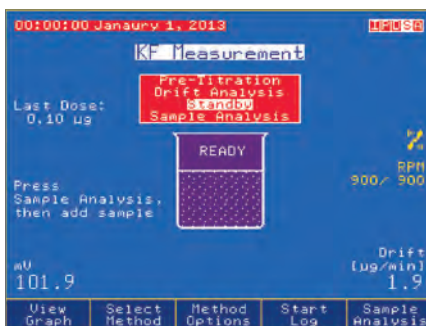 00:00:00 Janaury 1, 2013
KF Measurement
Pre-Titration
Drift Analysis
Standby
Sample Analysis
Last Dose:
0.10 µg
READY
RPM
900/ 900
Press
Sample Analysis,
then add sample
mV
101.9
Drift
[µg/min]
1.9
View Graph
Select Method
Method Options
Start Log
Sample Analysis